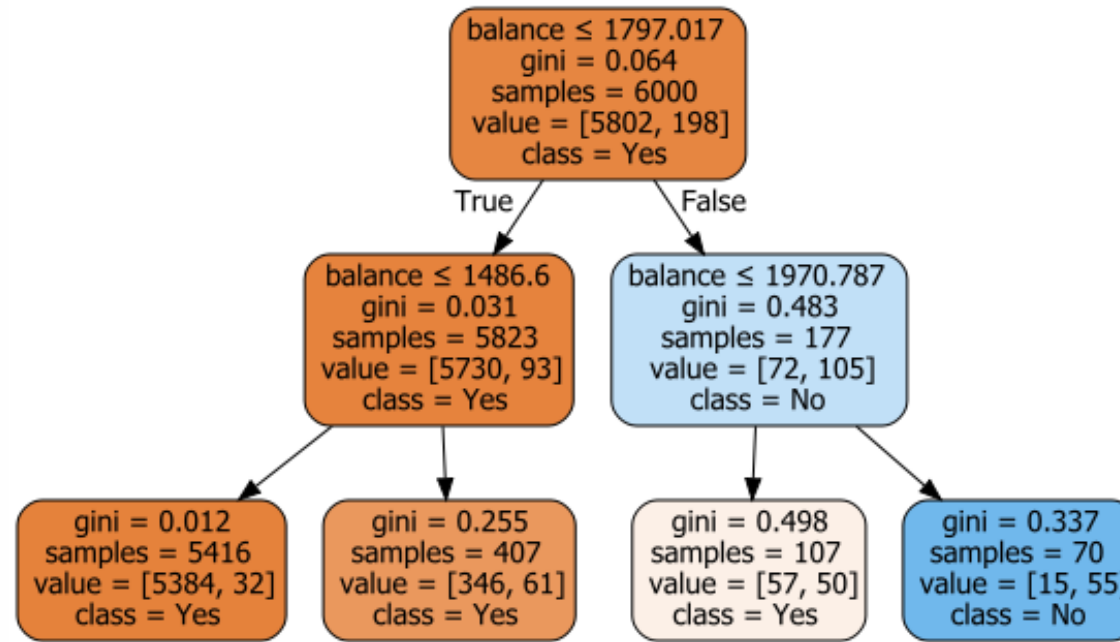 balance ≤ 1797.017
gini = 0.064
samples = 6000
value = [5802, 198]
class = Yes
True
False
balance ≤ 1486.6
gini = 0.031
samples = 5823
value = [5730, 93]
class = Yes
balance ≤ 1970.787
gini = 0.483
samples = 177
value = [72, 105]
class = No
gini = 0.012
samples = 5416
value = [5384, 32]
class = Yes
gini = 0.255
samples = 407
value = [346, 61]
class = Yes
gini = 0.498
samples = 107
value = [57, 50]
class = Yes
gini = 0.337
samples = 70
value = [15, 55]
class = No